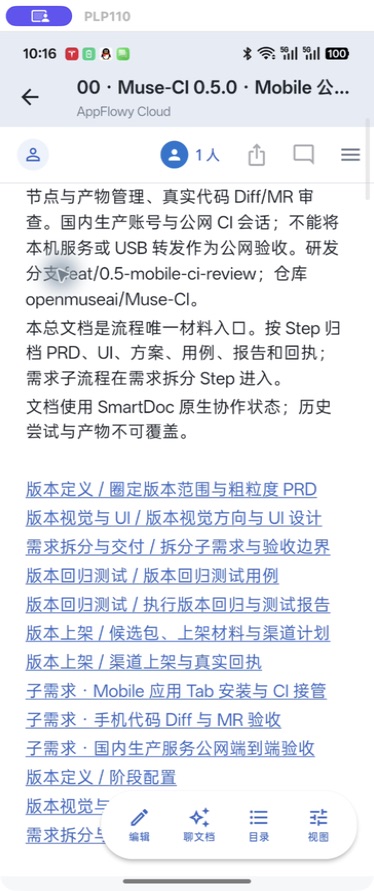 PLP110
10:16
100
00 · Muse-CI 0.5.0 · Mobile 公...
AppFlowy Cloud
1人
节点与产物管理、真实代码 Diff/MR 审
查。国内生产账号与公网 CI 会话；不能将
本机服务或 USB 转发作为公网验收。研发
分支feat/0.5-mobile-ci-review；仓库
openmuseai/Muse-CI。
本总文档是流程唯一材料入口。按 Step 归
档 PRD、UI、方案、用例、报告和回执；
需求子流程在需求拆分 Step 进入。
文档使用 SmartDoc 原生协作状态；历史
尝试与产物不可覆盖。
版本定义 / 圈定版本范围与粗粒度 PRD
版本视觉与 UI / 版本视觉方向与 UI 设计
需求拆分与交付 / 拆分子需求与验收边界
版本回归测试 / 版本回归测试用例
版本回归测试 / 执行版本回归与测试报告
版本上架 / 候选包、上架材料与渠道计划
版本上架 / 渠道上架与真实回执
子需求 · Mobile 应用 Tab 安装与 CI 接管
子需求 · 手机代码 Diff 与 MR 验收
子需求 · 国内生产服务公网端到端验收
版本定义 / 阶段配置
版本视觉与
需求拆分与
编辑
聊文档
目录
视图